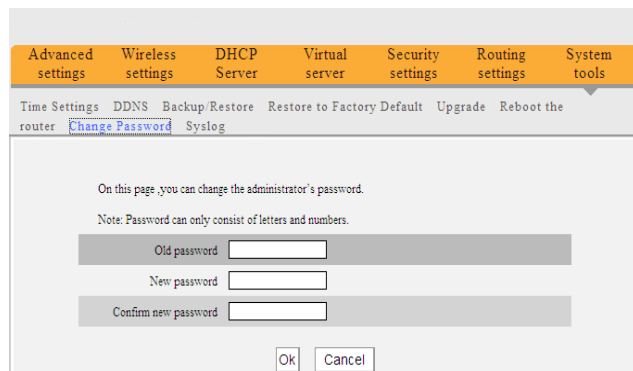 Advanced settings Wireless settings DHCP Server Virtual server Security settings Routing settings System tools
Time Settings DDNS Backup/Restore Restore to Factory Default Upgrade Reboot the
router Change Password Syslog
On this page ,you can change the administrator's password.
Note: Password can only consist of letters and numbers.
Old password
New password
Confirm new password
Ok Cancel